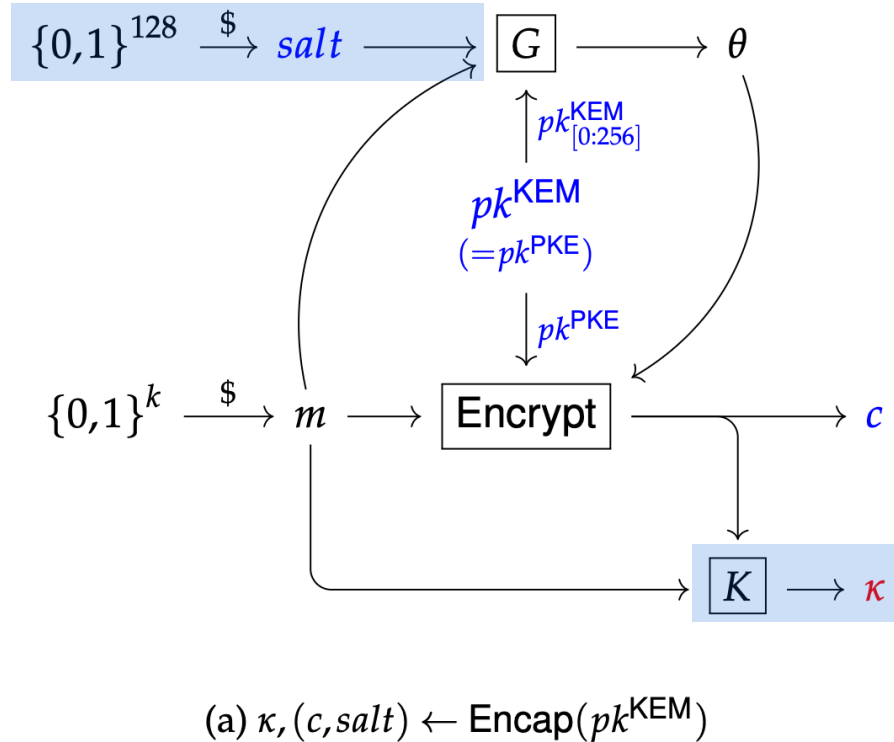 {0,1}^128 $ salt G θ
pk^KEM_[0:256]
pk^KEM
(=pk^PKE)
pk^PKE
{0,1}^k $ m Encrypt c
K κ
(a) κ, (c, salt) ← Encap(pk^KEM)